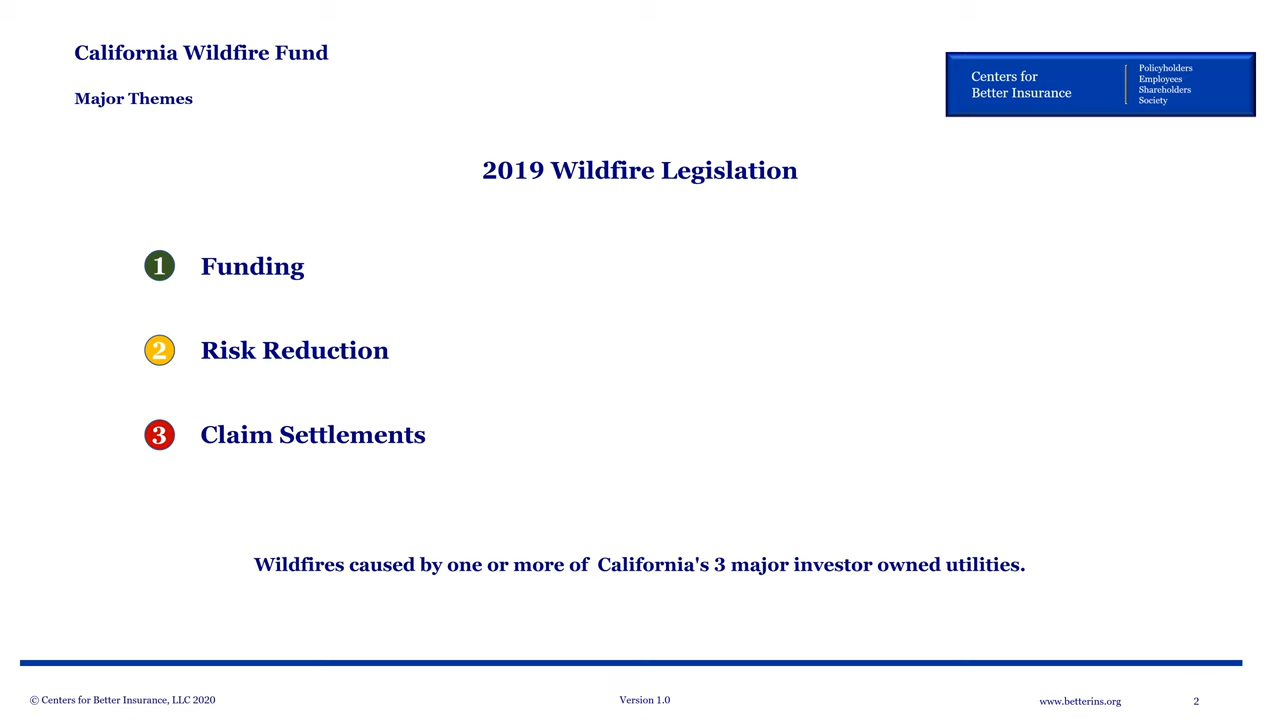 California Wildfire Fund
Major Themes
Centers for
Better Insurance
Policyholders
Employees
Shareholders
Society
2019 Wildfire Legislation
1 Funding
2 Risk Reduction
3 Claim Settlements
Wildfires caused by one or more of California's 3 major investor owned utilities.
© Centers for Better Insurance, LLC 2020
Version 1.0
www.betterins.org
2